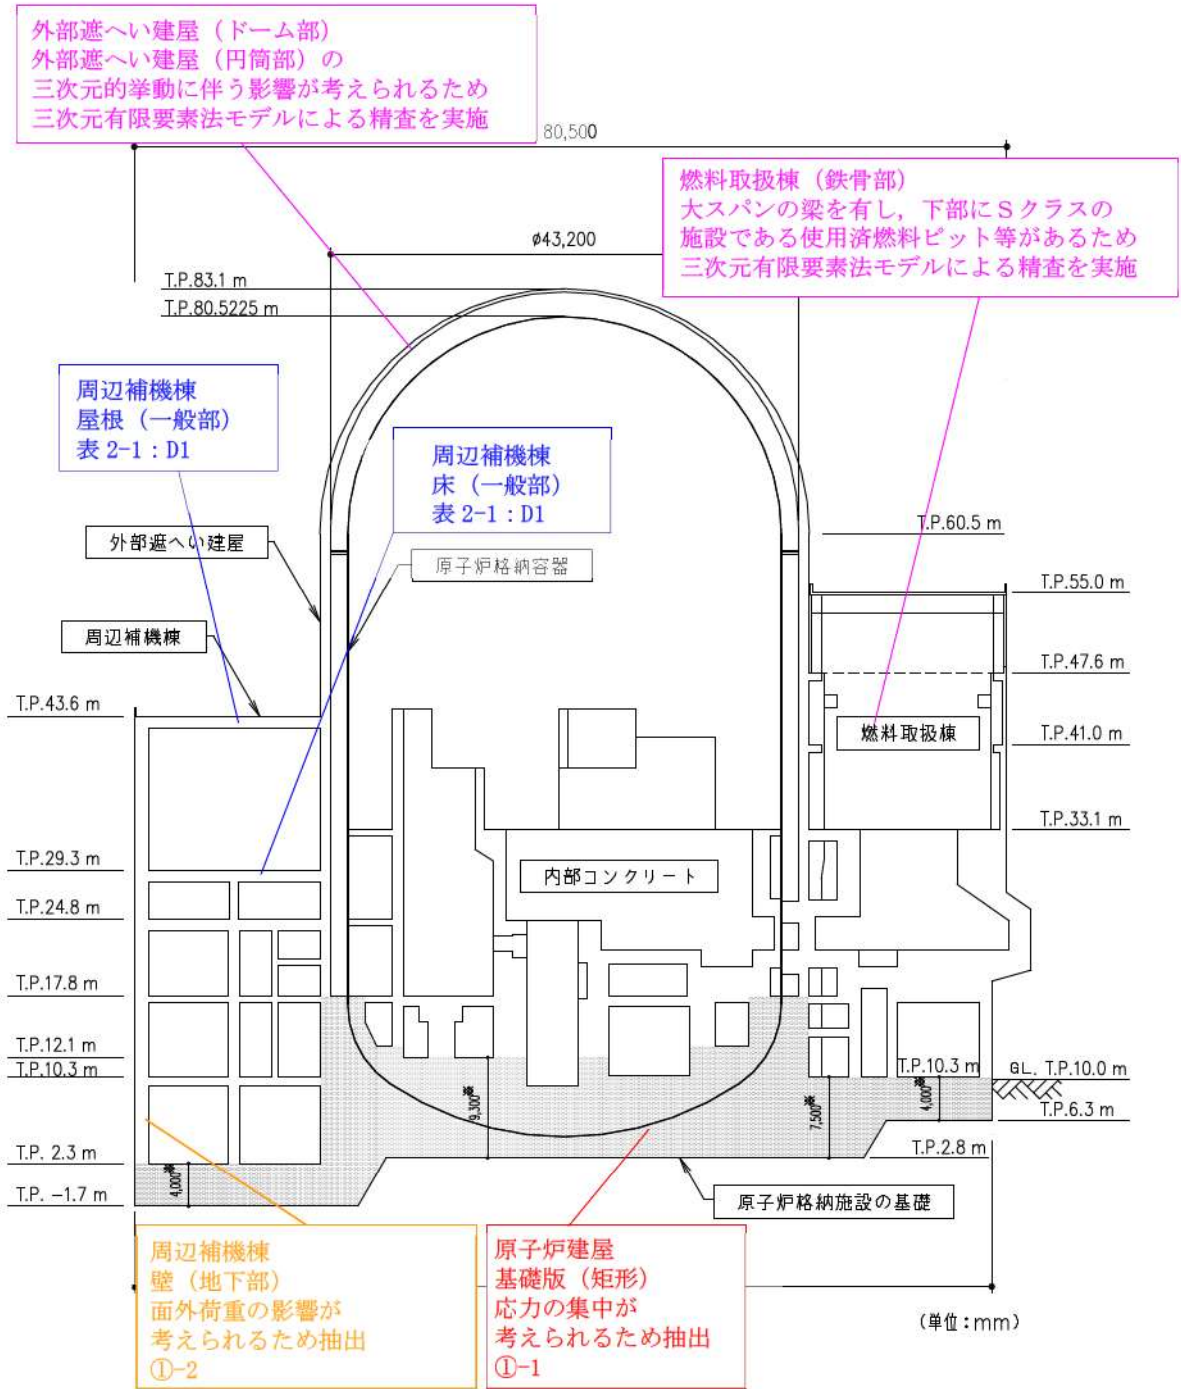 外部遮へい建屋（ドーム部）
外部遮へい建屋（円筒部）の
三次元的挙動に伴う影響が考えられるため
三次元有限要素法モデルによる精査を実施
80,500
燃料取扱棟（鉄骨部）
大スパンの梁を有し，下部にSクラスの
施設である使用済燃料ピット等があるため
三次元有限要素法モデルによる精査を実施
ø43,200
T.P.83.1 m
T.P.80.5225 m
周辺補機棟
屋根（一般部）
表 2-1：D1
周辺補機棟
床（一般部）
表 2-1：D1
外部遮へい建屋
原子炉格納容器
周辺補機棟
T.P.60.5 m
T.P.55.0 m
T.P.47.6 m
T.P.43.6 m
燃料取扱棟
T.P.41.0 m
T.P.33.1 m
T.P.29.3 m
内部コンクリート
T.P.24.8 m
T.P.17.8 m
T.P.12.1 m
T.P.10.3 m
T.P.10.3 m
GL. T.P.10.0 m
9,300※
7,500※
4,000※
T.P.6.3 m
T.P. 2.3 m
T.P.2.8 m
4,000※
T.P. -1.7 m
原子炉格納施設の基礎
周辺補機棟
壁（地下部）
面外荷重の影響が
考えられるため抽出
①-2
原子炉建屋
基礎版（矩形）
応力の集中が
考えられるため抽出
①-1
（単位：mm）